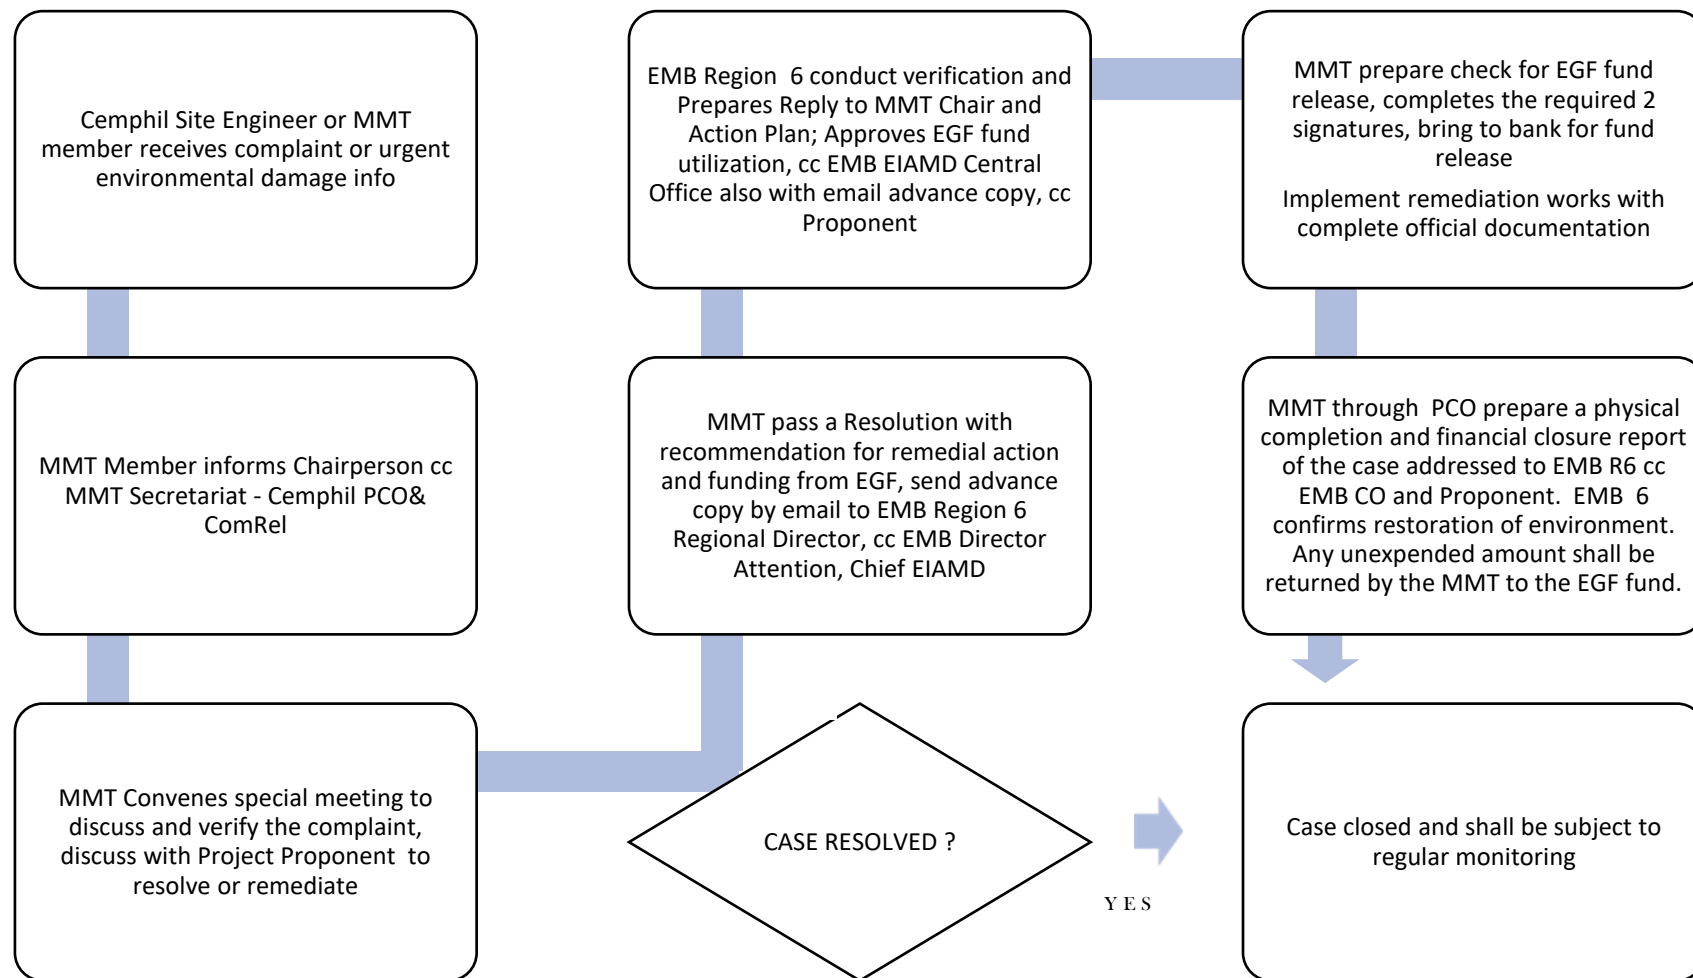 Cemphil Site Engineer or MMT
member receives complaint or urgent
environmental damage info
MMT Member informs Chairperson cc
MMT Secretariat - Cemphil PCO&
ComRel
MMT Convenes special meeting to
discuss and verify the complaint,
discuss with Project Proponent to
resolve or remediate
CASE RESOLVED ?
YES
MMT pass a Resolution with
recommendation for remedial action
and funding from EGF, send advance
copy by email to EMB Region 6
Regional Director, cc EMB Director
Attention, Chief EIAMD
EMB Region 6 conduct verification and
Prepares Reply to MMT Chair and
Action Plan; Approves EGF fund
utilization, cc EMB EIAMD Central
Office also with email advance copy, cc
Proponent
MMT prepare check for EGF fund
release, completes the required 2
signatures, bring to bank for fund
release
Implement remediation works with
complete official documentation
MMT through PCO prepare a physical
completion and financial closure report
of the case addressed to EMB R6 cc
EMB CO and Proponent. EMB 6
confirms restoration of environment.
Any unexpended amount shall be
returned by the MMT to the EGF fund.
Case closed and shall be subject to
regular monitoring